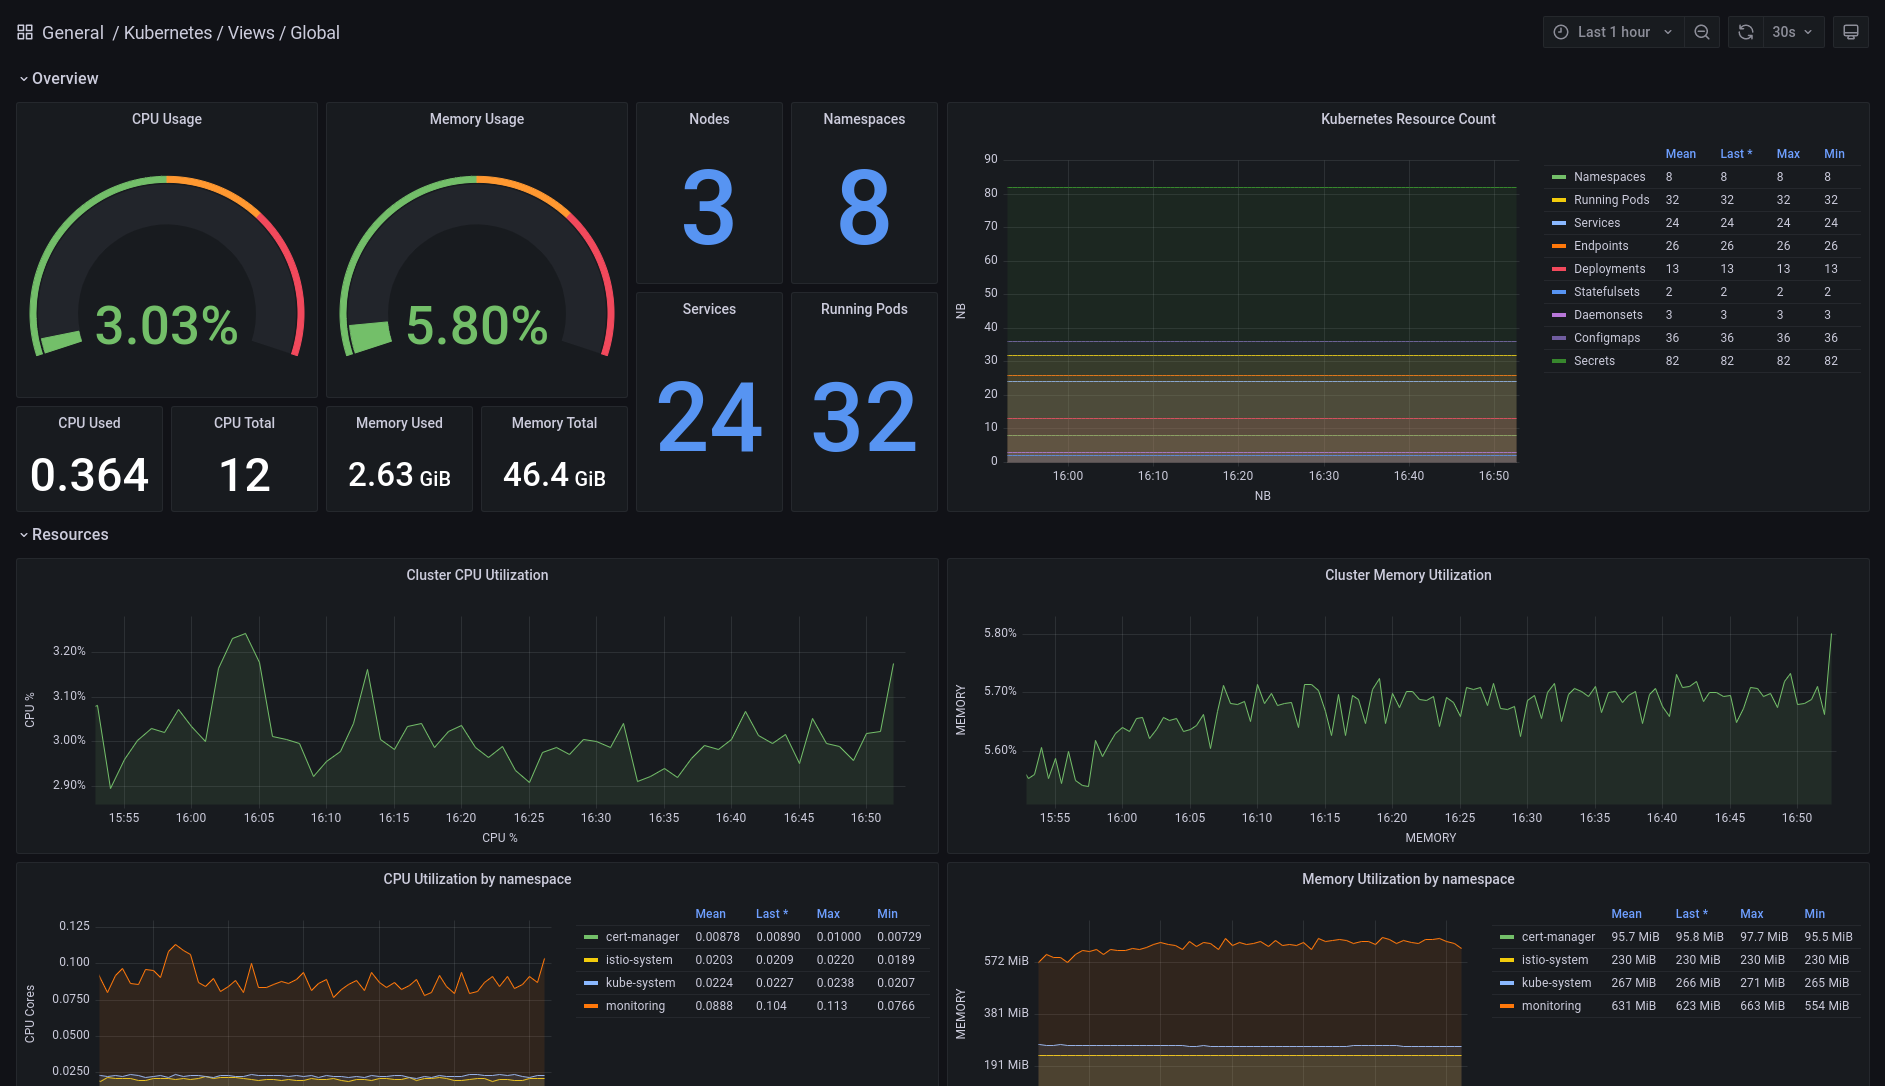 General / Kubernetes / Views / Global
Last 1 hour
30s
Overview
CPU Usage
3.03%
Memory Usage
5.80%
Nodes
3
Namespaces
8
CPU Used
0.364
CPU Total
12
Memory Used
2.63 GiB
Memory Total
46.4 GiB
Services
24
Running Pods
32
Kubernetes Resource Count
NB
90
80
70
60
50
40
30
20
10
0
16:00 16:10 16:20 16:30 16:40 16:50
NB
Mean Last * Max Min
Namespaces 8 8 8 8
Running Pods 32 32 32 32
Services 24 24 24 24
Endpoints 26 26 26 26
Deployments 13 13 13 13
Statefulsets 2 2 2 2
Daemonsets 3 3 3 3
Configmaps 36 36 36 36
Secrets 82 82 82 82
Resources
Cluster CPU Utilization
CPU %
3.20%
3.10%
3.00%
2.90%
15:55 16:00 16:05 16:10 16:15 16:20 16:25 16:30 16:35 16:40 16:45 16:50
CPU %
Cluster Memory Utilization
MEMORY
5.80%
5.70%
5.60%
15:55 16:00 16:05 16:10 16:15 16:20 16:25 16:30 16:35 16:40 16:45 16:50
MEMORY
CPU Utilization by namespace
CPU Cores
0.125
0.100
0.0750
0.0500
0.0250
Mean Last * Max Min
cert-manager 0.00878 0.00890 0.01000 0.00729
istio-system 0.0203 0.0209 0.0220 0.0189
kube-system 0.0224 0.0227 0.0238 0.0207
monitoring 0.0888 0.104 0.113 0.0766
Memory Utilization by namespace
MEMORY
572 MiB
381 MiB
191 MiB
Mean Last * Max Min
cert-manager 95.7 MiB 95.8 MiB 97.7 MiB 95.5 MiB
istio-system 230 MiB 230 MiB 230 MiB 230 MiB
kube-system 267 MiB 266 MiB 271 MiB 265 MiB
monitoring 631 MiB 623 MiB 663 MiB 554 MiB